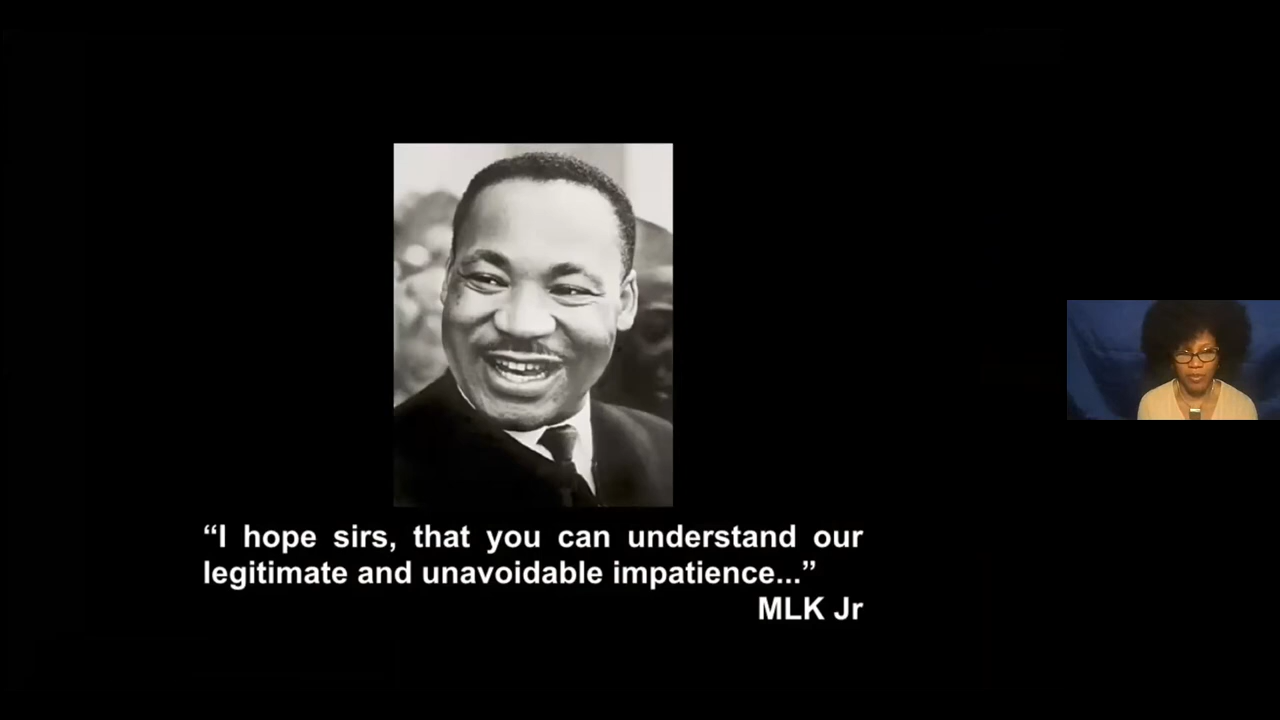 “I hope sirs, that you can understand our
legitimate and unavoidable impatience...”
MLK Jr